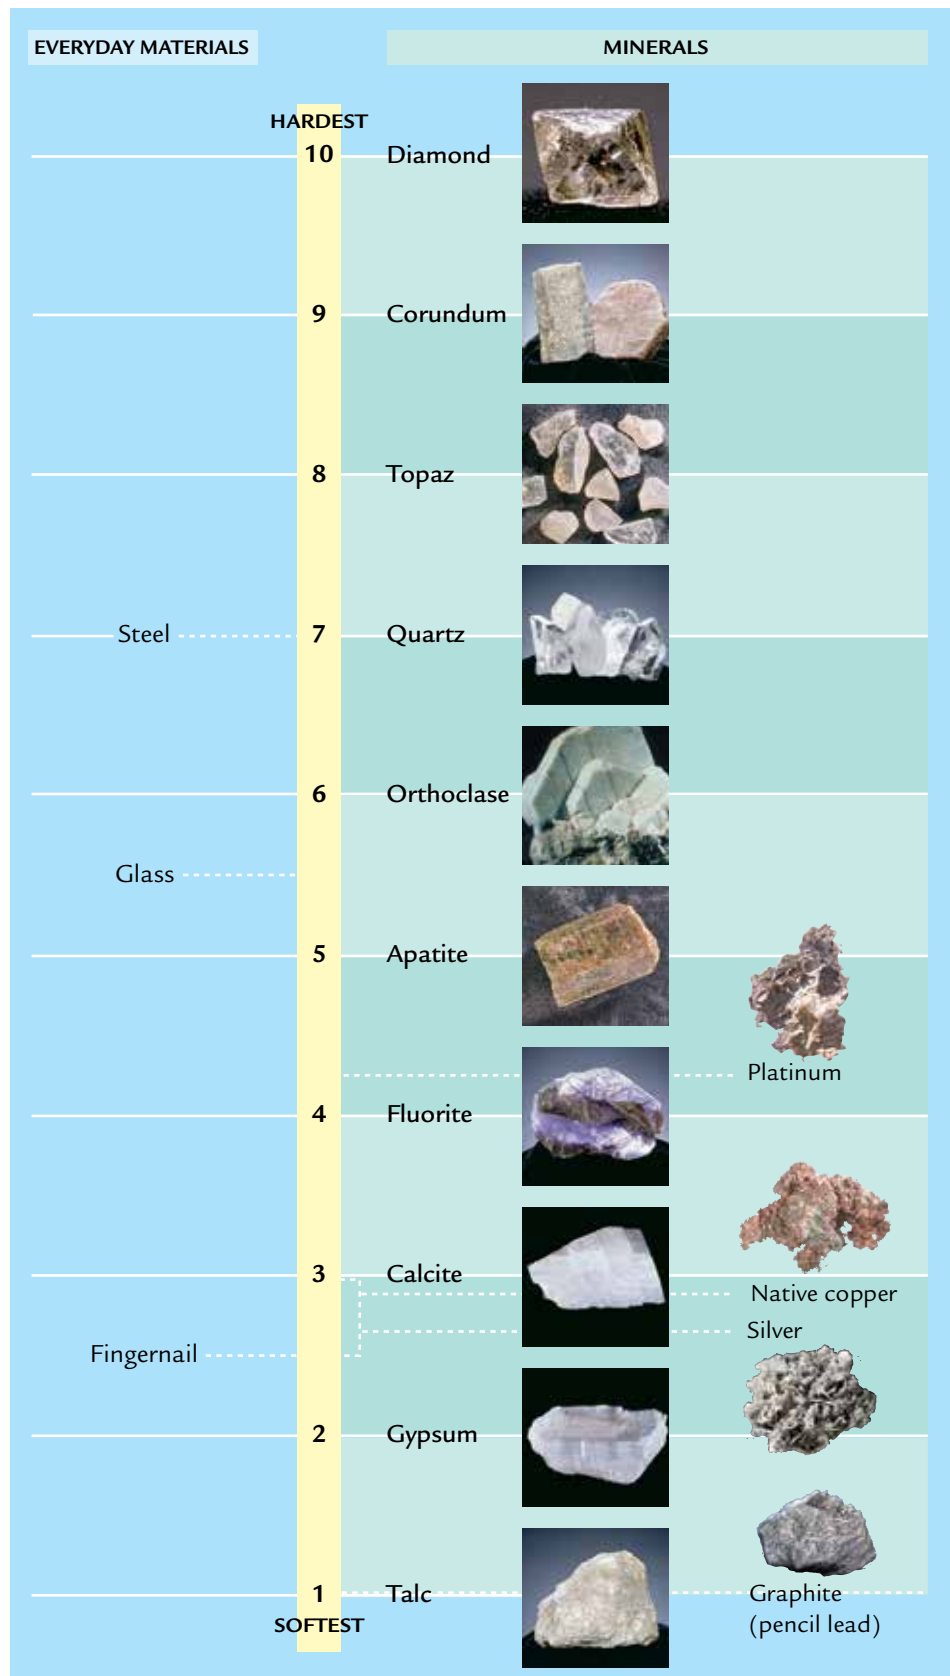 EVERYDAY MATERIALS
MINERALS
HARDEST
10 Diamond
9 Corundum
8 Topaz
Steel 7 Quartz
6 Orthoclase
Glass
5 Apatite
Platinum
4 Fluorite
3 Calcite
Native copper
Silver
Fingernail
2 Gypsum
1 Talc
Graphite
(pencil lead)
SOFTEST